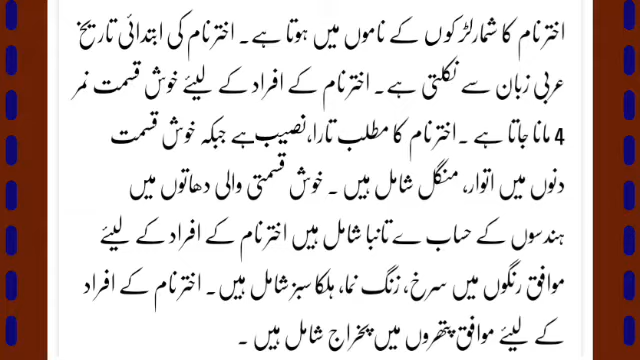 اختر نام کا شمار لڑکوں کے ناموں میں ہوتا ہے۔ اختر نام کی ابتدائی تاریخ
عربی زبان سے نکلتی ہے۔ اختر نام کے افراد کے لیئے خوش قسمت نمر
4 مانا جاتا ہے ۔ اختر نام کا مطلب تارا،نصیب ہے جبکہ خوش قسمت
دنوں میں اتوار، منگل شامل ہیں ۔ خوش قسمتی والی دھاتوں میں
ہندسوں کے حساب ے تانبا شامل ہیں اختر نام کے افراد کے لیئے
موافق رنگوں میں سرخ، زنگ نما، ہلکا سبز شامل ہیں۔ اختر نام کے افراد
کے لیئے موافق پتھروں میں پخراج شامل ہیں ۔